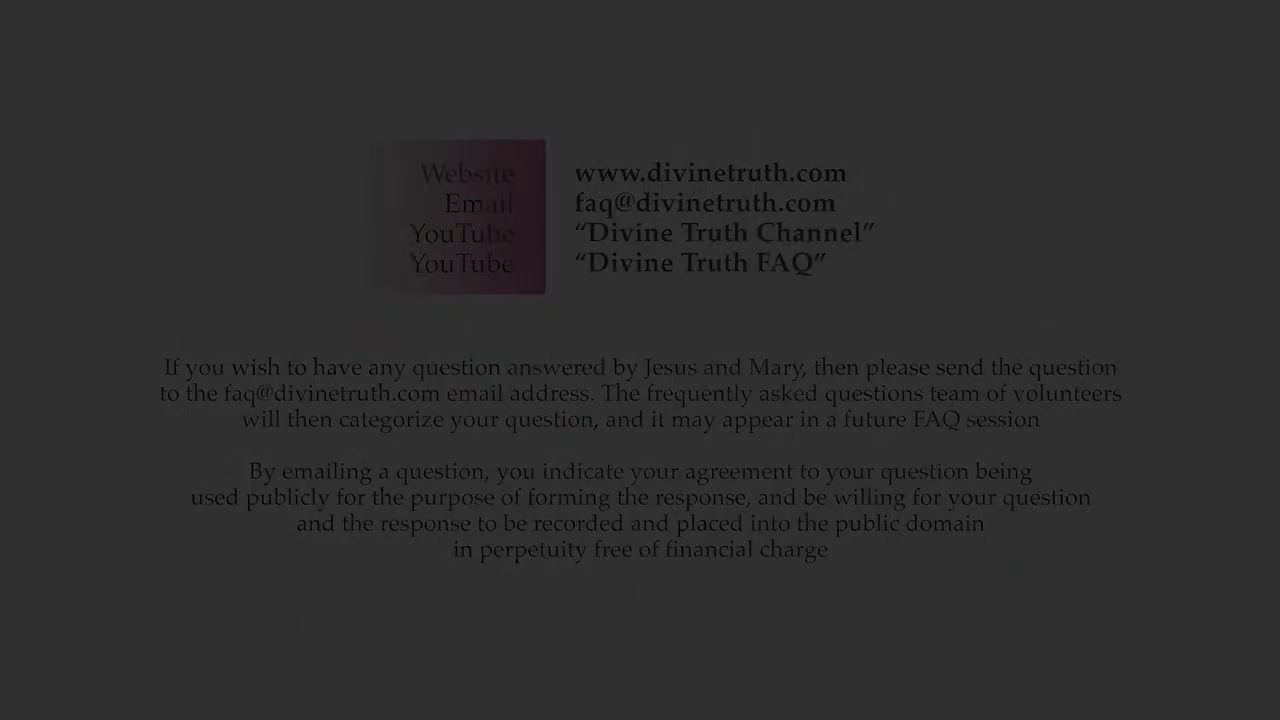 Website www.divinetruth.com
Email faq@divinetruth.com
YouTube “Divine Truth Channel”
YouTube “Divine Truth FAQ”
If you wish to have any question answered by Jesus and Mary, then please send the question
to the faq@divinetruth.com email address. The frequently asked questions team of volunteers
will then categorize your question, and it may appear in a future FAQ session
By emailing a question, you indicate your agreement to your question being
used publicly for the purpose of forming the response, and be willing for your question
and the response to be recorded and placed into the public domain
in perpetuity free of financial charge